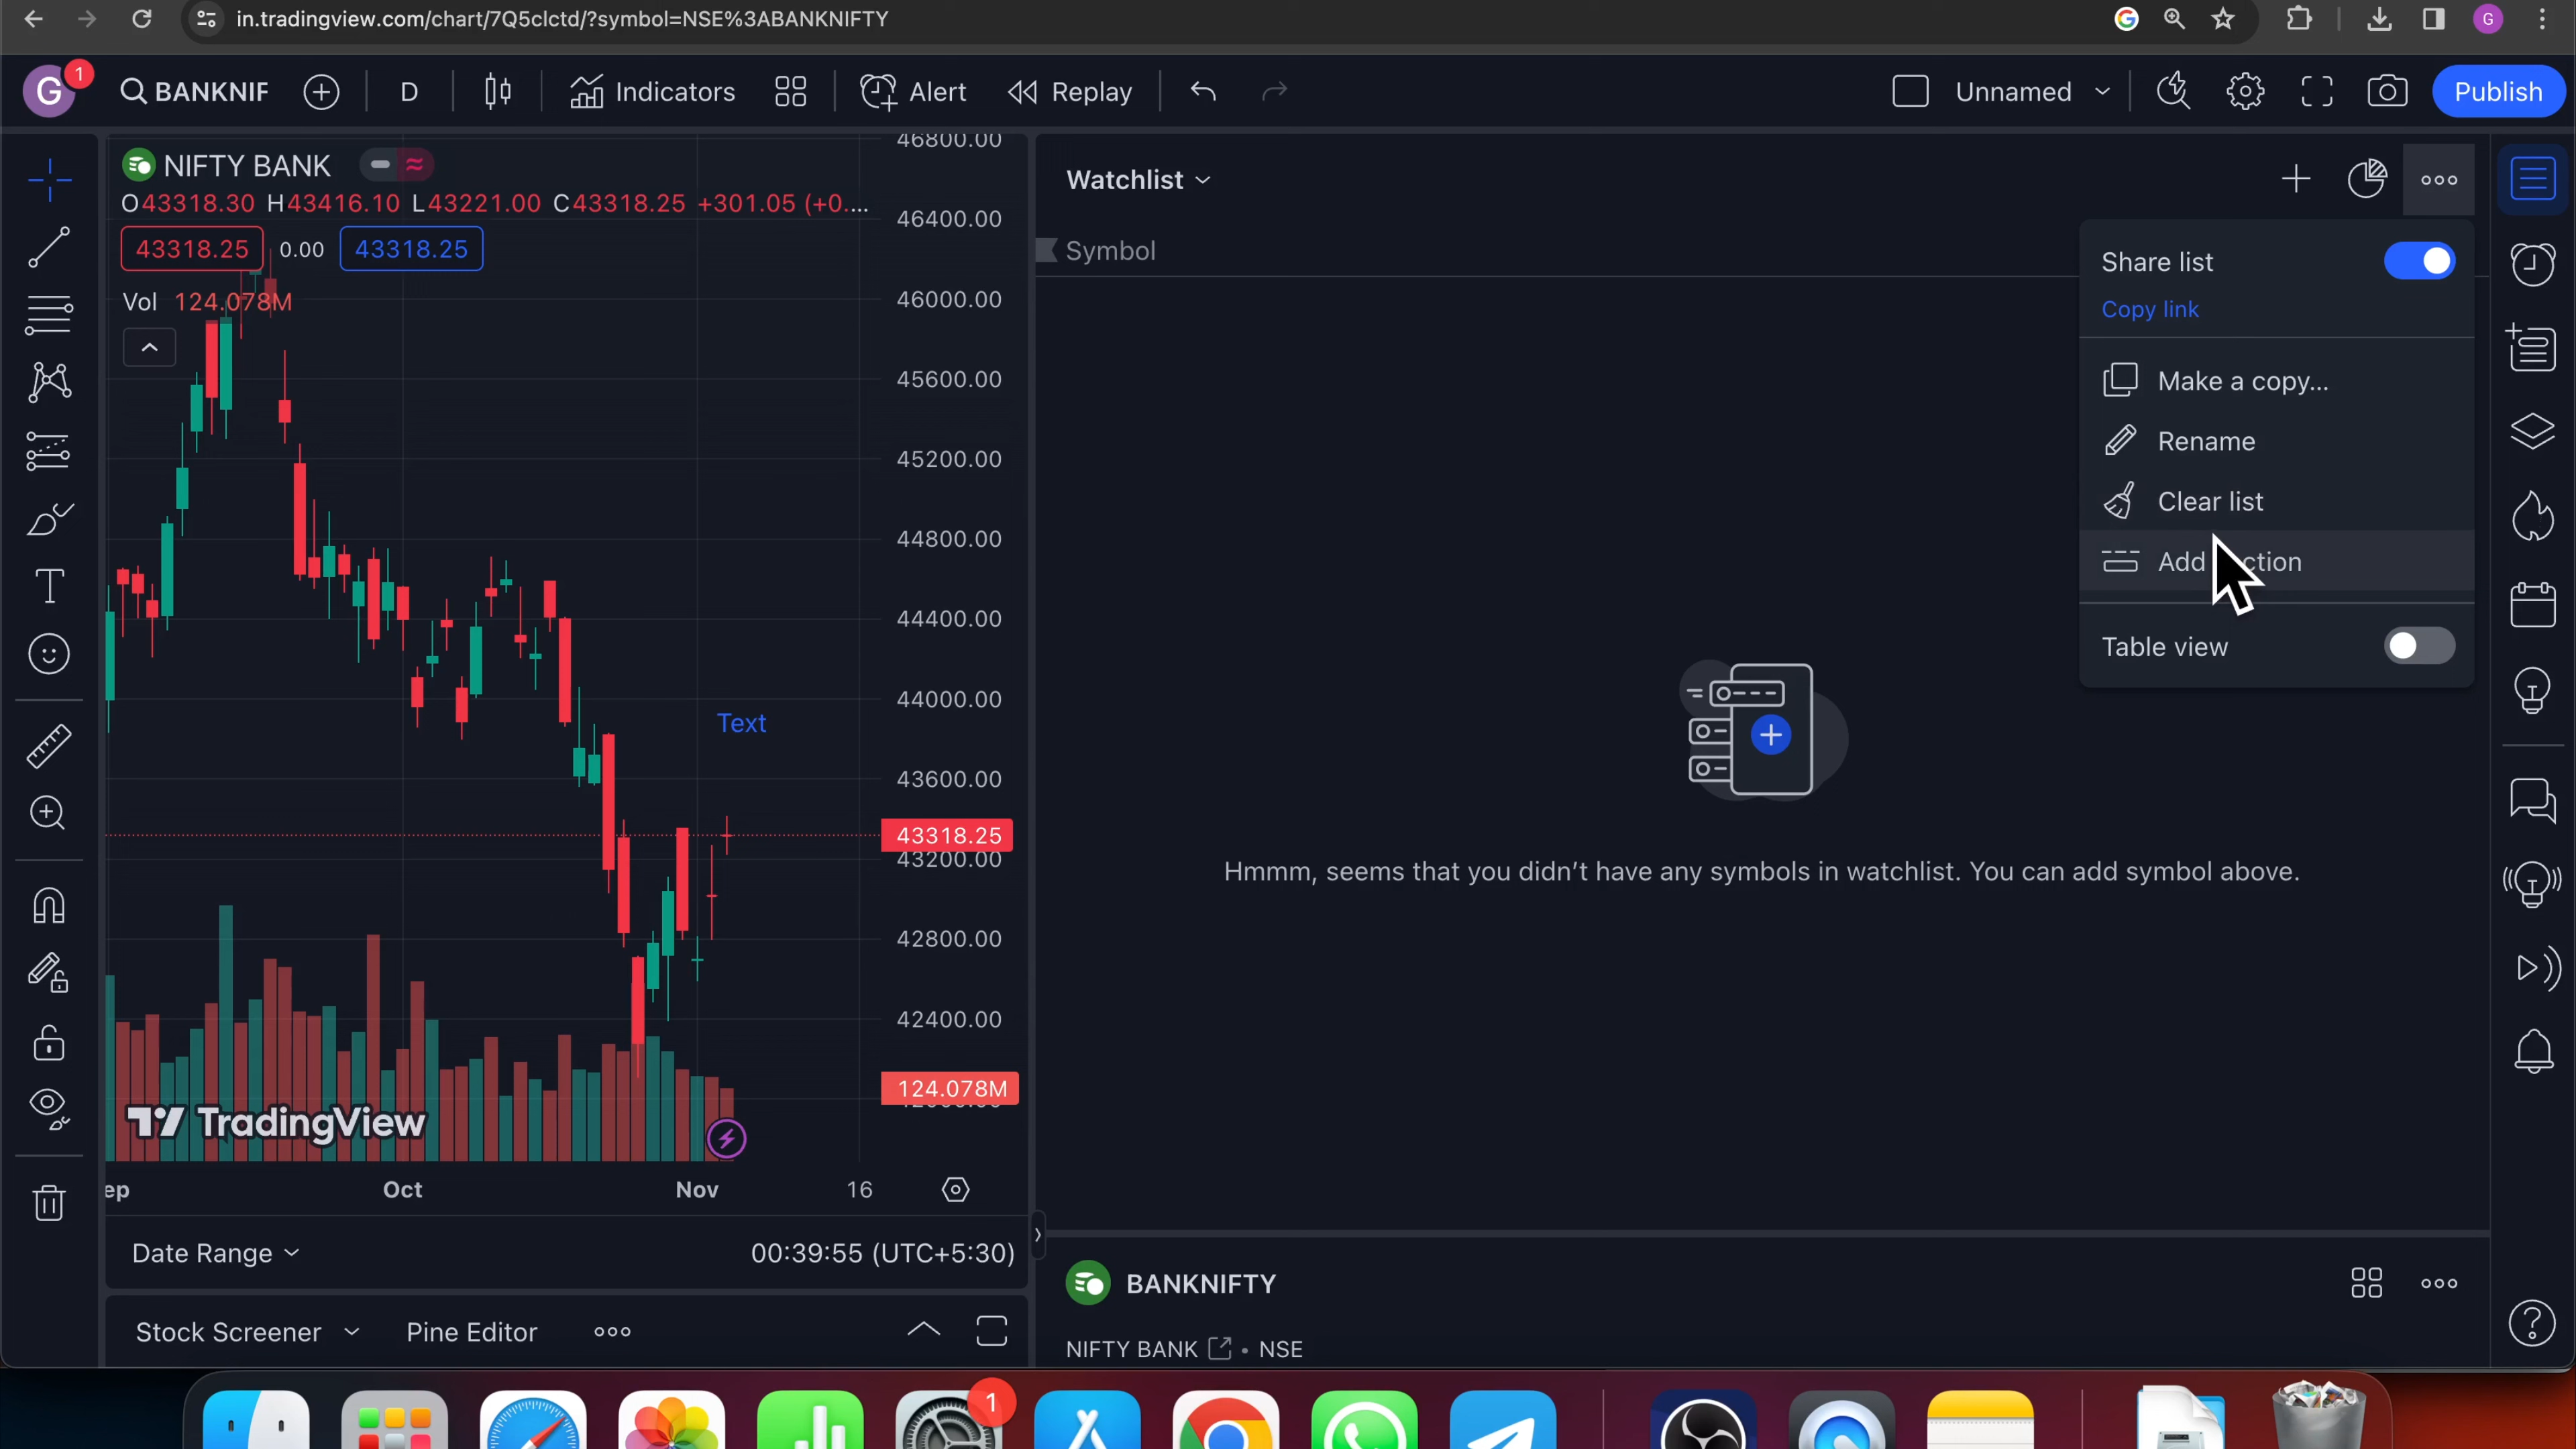 in.tradingview.com/chart/7Q5clctd/?symbol=NSE%3ABANKNIFTY
G
G 1 BANKNIF D Indicators Alert Replay Unnamed Publish
NIFTY BANK
O43318.30 H43416.10 L43221.00 C43318.25 +301.05 (+0....
43318.25 0.00 43318.25
Vol 124.078M
46800.00
46400.00
46000.00
45600.00
45200.00
44800.00
44400.00
44000.00
43600.00
43318.25
43200.00
42800.00
42400.00
124.078M
Text
TradingView
Oct Nov 16
Date Range 00:39:55 (UTC+5:30)
Stock Screener Pine Editor
Watchlist
Symbol
Share list
Copy link
Make a copy...
Rename
Clear list
Add
Table view
Hmmm, seems that you didn't have any symbols in watchlist. You can add symbol above.
BANKNIFTY
NIFTY BANK • NSE
1